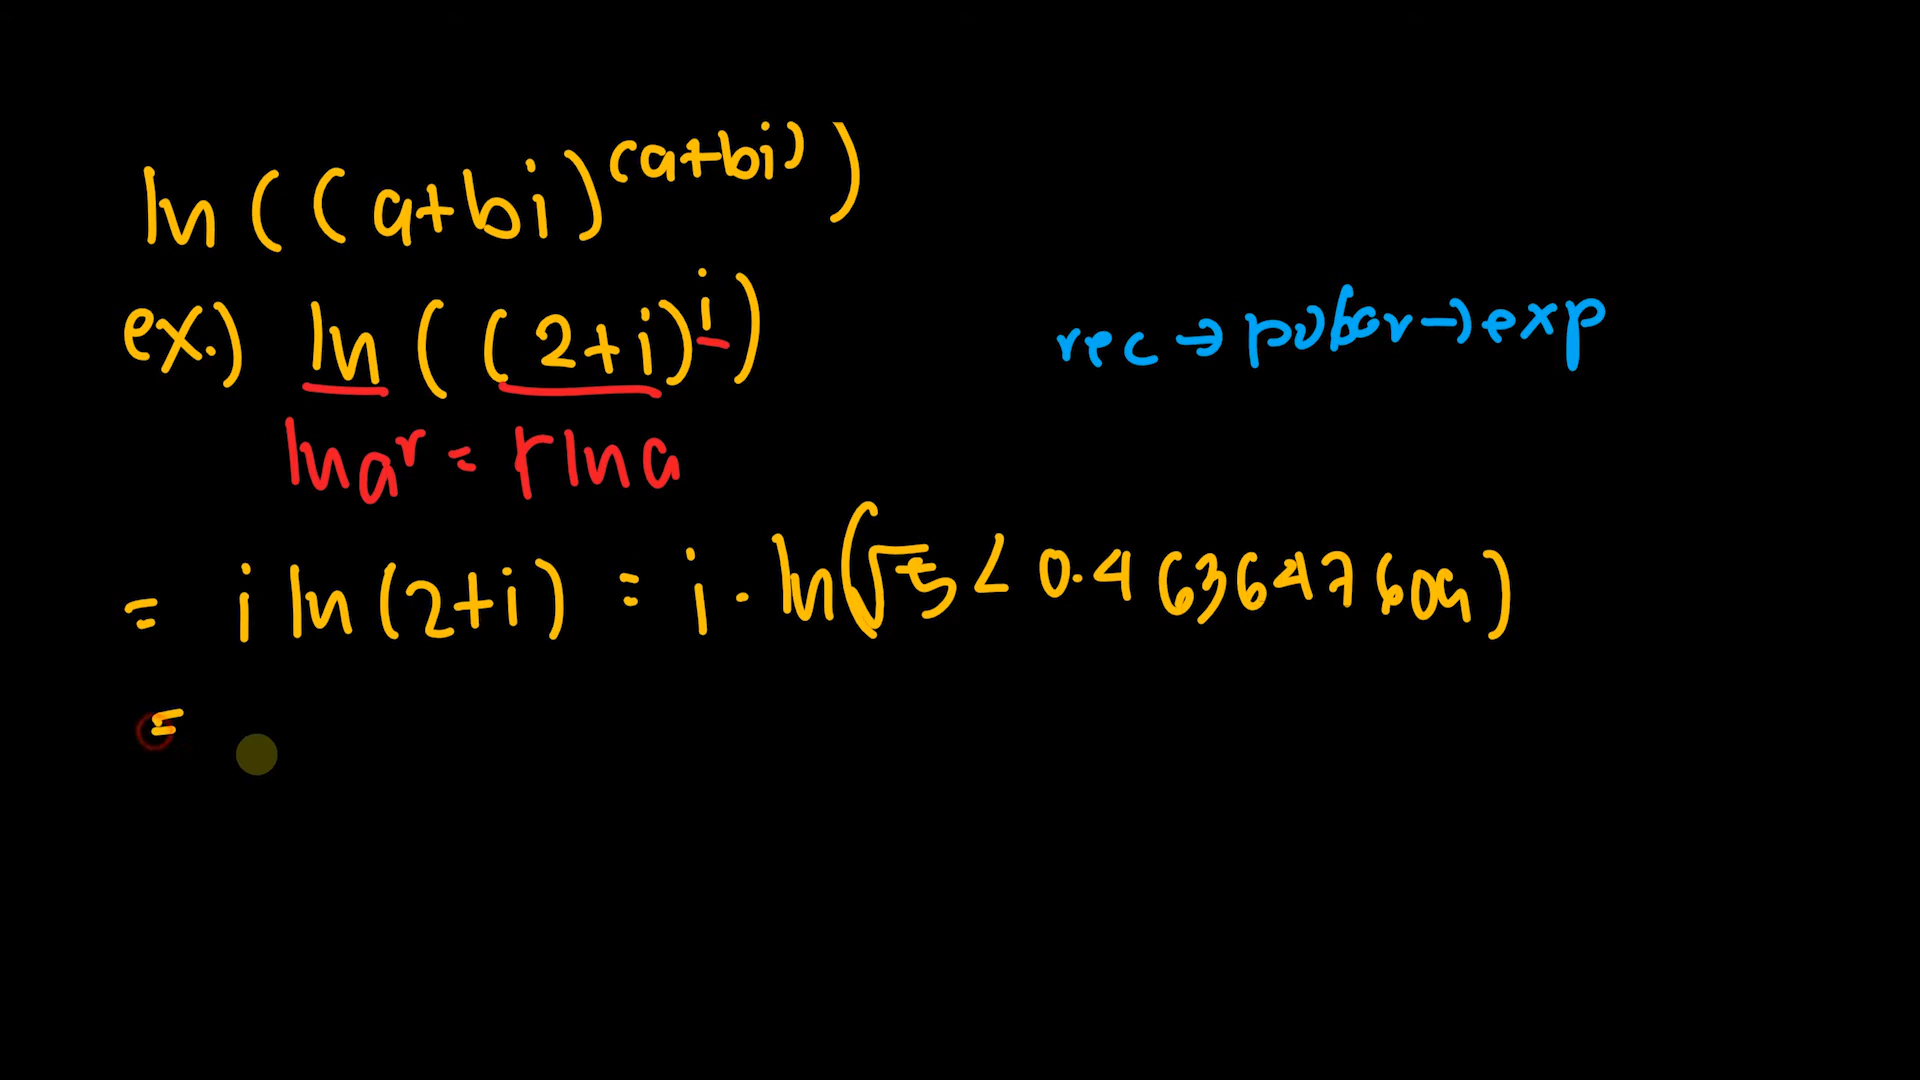 ln((a+bi)^(a+bi))
ex.) ln((2+i)^i)
rec → polar → exp
ln a^r = r ln a
= i ln(2+i) = i · ln(√5 ∠ 0.463647609)
=